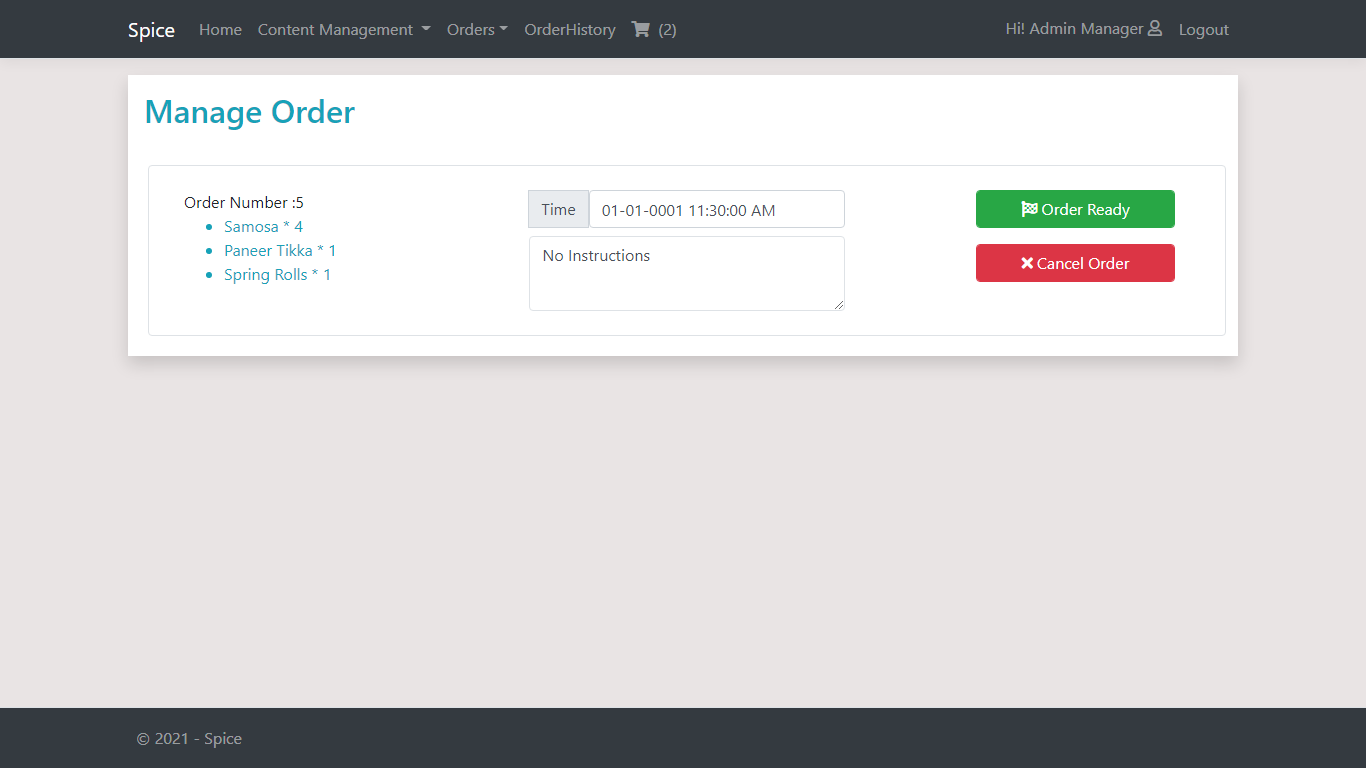 Spice Home Content Management Orders OrderHistory (2) Hi! Admin Manager Logout
Manage Order
Order Number :5
Samosa * 4
Paneer Tikka * 1
Spring Rolls * 1
Time 01-01-0001 11:30:00 AM
No Instructions
Order Ready
Cancel Order
© 2021 - Spice